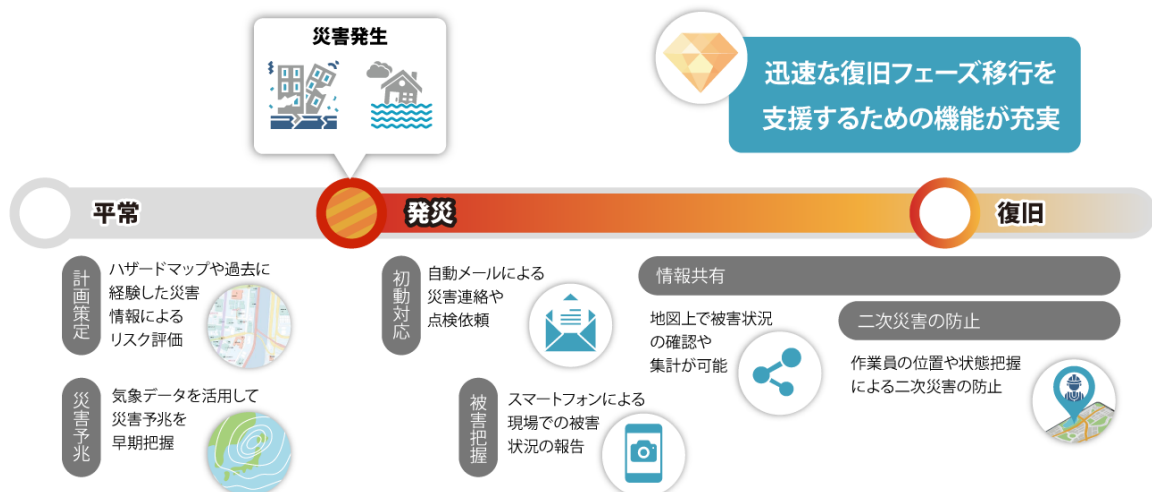 災害発生
迅速な復旧フェーズ移行を
支援するための機能が充実
平常
発災
復旧
計画策定
ハザードマップや過去に
経験した災害
情報による
リスク評価
災害予兆
気象データを活用して
災害予兆を
早期把握
初動対応
自動メールによる
災害連絡や
点検依頼
被害把握
スマートフォンによる
現場での被害
状況の報告
情報共有
地図上で被害状況
の確認や
集計が可能
二次災害の防止
作業員の位置や状態把握
による二次災害の防止